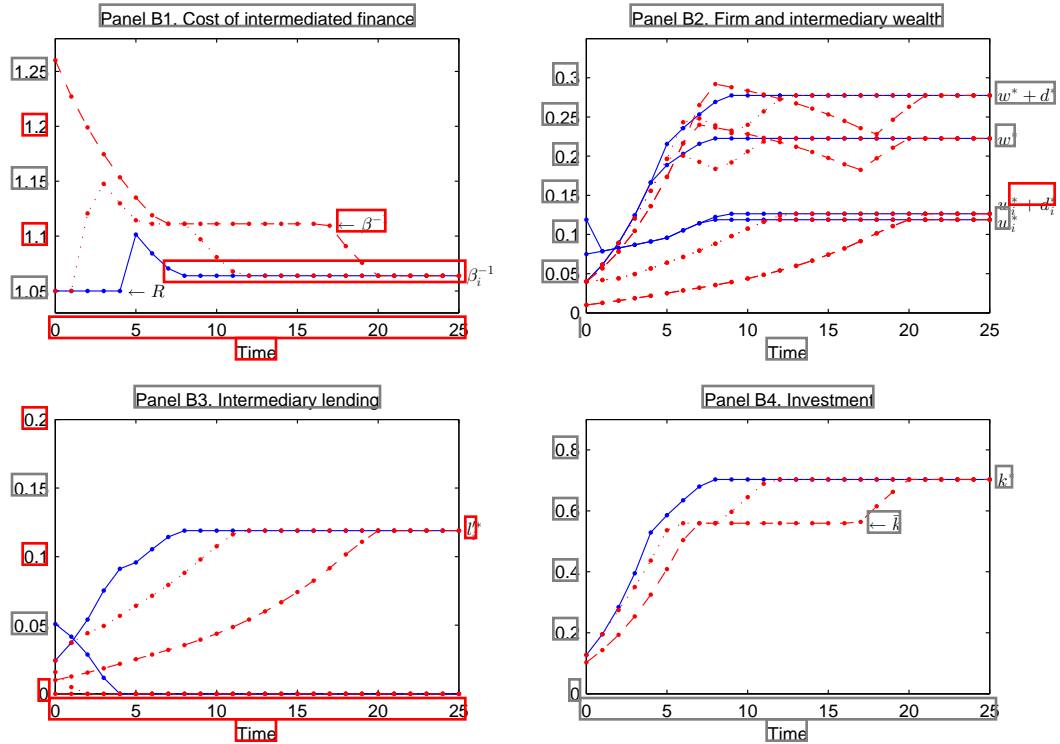 Panel B1. Cost of intermediated finance
1.25
1.2
1.15
1.1
1.05
← β⁻¹
β_i⁻¹
← R
0 5 10 15 20 25
Time
Panel B2. Firm and intermediary wealth
0.3
0.25
0.2
0.15
0.1
0.05
0
w* + d*
w*
w_i* + d_i*
w_i*
0 5 10 15 20 25
Time
Panel B3. Intermediary lending
0.2
0.15
0.1
0.05
0
0 5 10 15 20 25
Time
Panel B4. Investment
0.8
0.6
0.4
0.2
0
k*
← k̄
0 5 10 15 20 25
Time